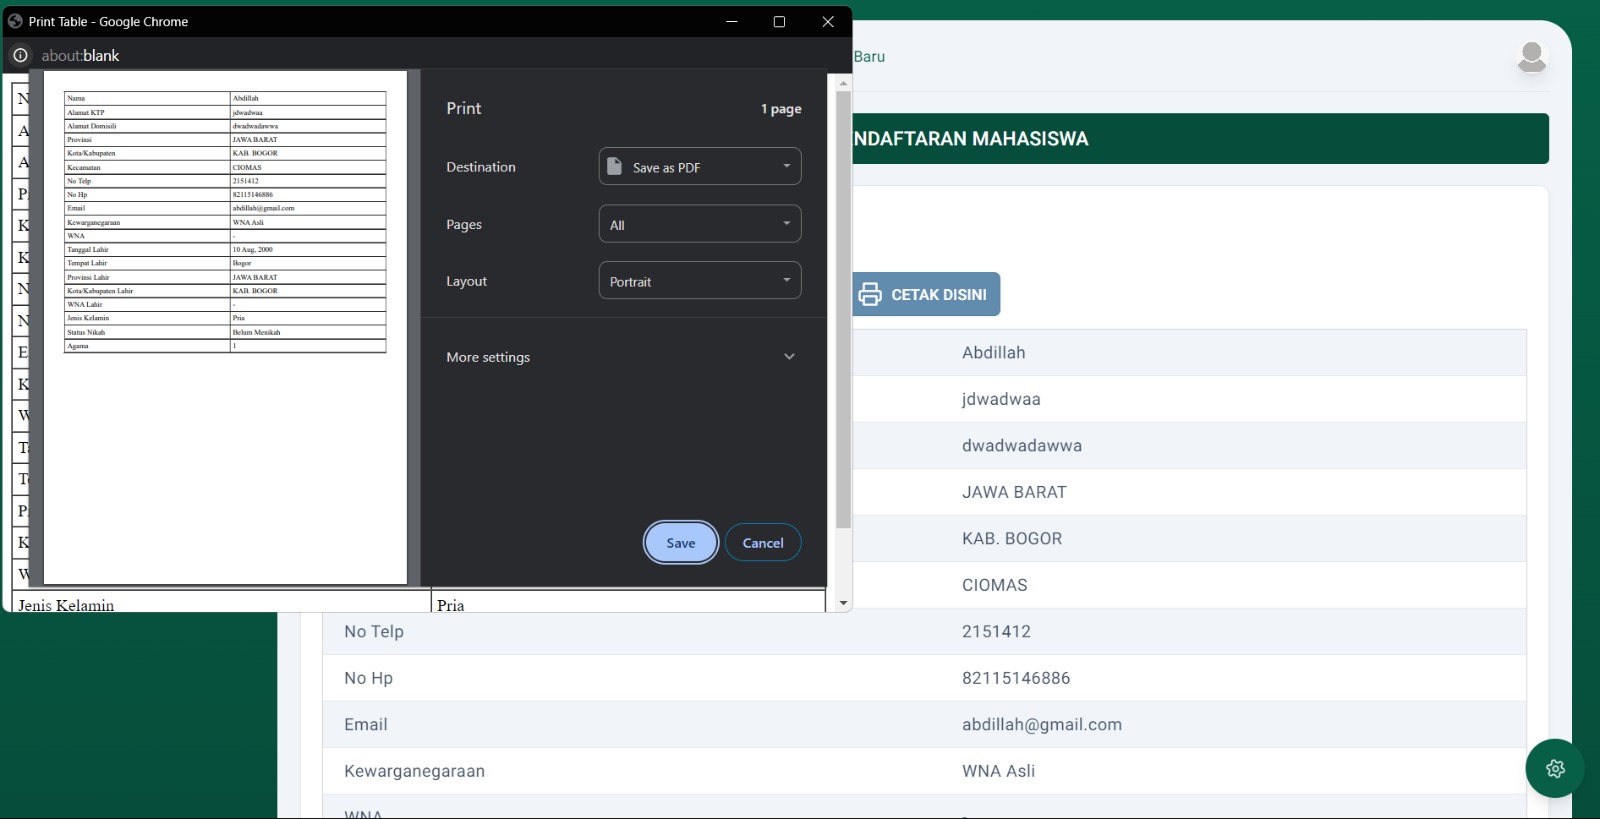 Print Table - Google Chrome
about:blank
Nama Abdillah
Alamat KTP jdwadwaa
Alamat Domisili dwadwadawwa
Provinsi JAWA BARAT
Kota/Kabupaten KAB. BOGOR
Kecamatan CIOMAS
No Telp 2151412
No Hp 82115146886
Email abdillah@gmail.com
Kewarganegaraan WNA Asli
WNA -
Tanggal Lahir 10 Aug, 2000
Tempat Lahir Bogor
Provinsi Lahir JAWA BARAT
Kota/Kabupaten Lahir KAB. BOGOR
WNA Lahir -
Jenis Kelamin Pria
Status Nikah Belum Menikah
Agama 1
Print 1 page
Destination Save as PDF
Pages All
Layout Portrait
More settings
Save Cancel
Jenis Kelamin Pria
Baru
NDAFTARAN MAHASISWA
CETAK DISINI
Abdillah
jdwadwaa
dwadwadawwa
JAWA BARAT
KAB. BOGOR
CIOMAS
No Telp 2151412
No Hp 82115146886
Email abdillah@gmail.com
Kewarganegaraan WNA Asli
WNA -